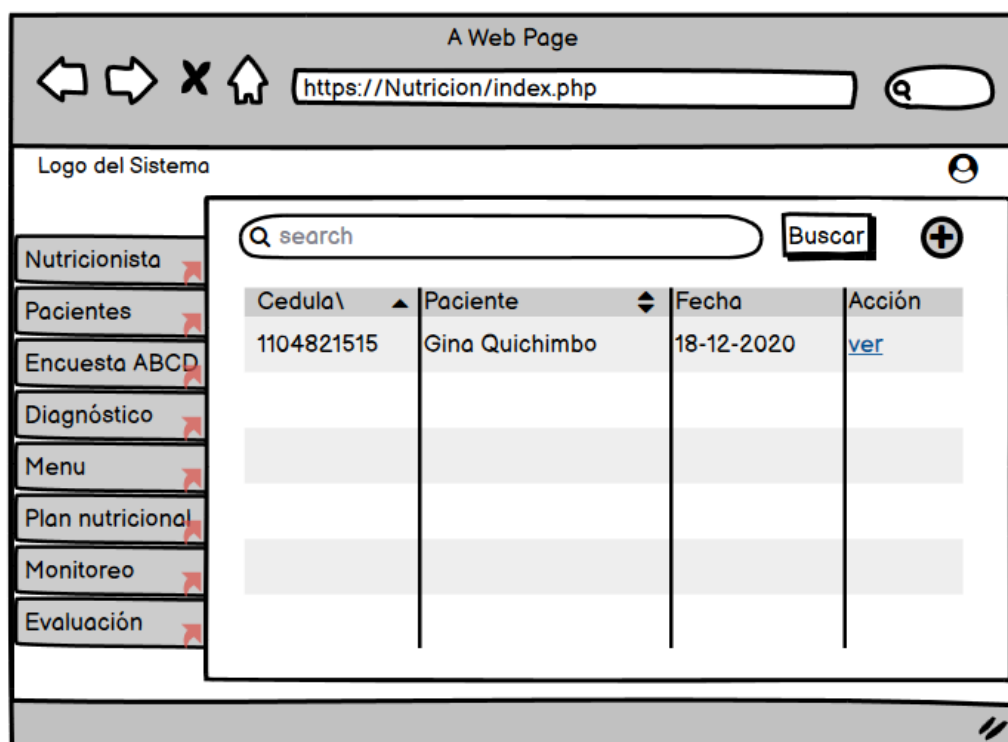 A Web Page
https://Nutricion/index.php
Logo del Sistema
search
Buscar
Nutricionista
Pacientes
Encuesta ABCD
Diagnóstico
Menu
Plan nutricional
Monitoreo
Evaluación
Cedula\ Paciente Fecha Acción
1104821515 Gina Quichimbo 18-12-2020 ver